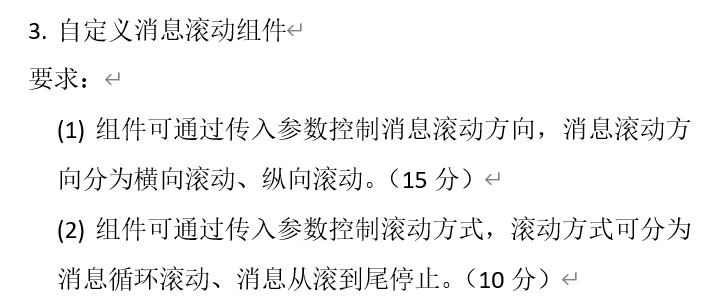 3. 自定义消息滚动组件↵
要求：↵
(1) 组件可通过传入参数控制消息滚动方向，消息滚动方
向分为横向滚动、纵向滚动。（15 分）↵
(2) 组件可通过传入参数控制滚动方式，滚动方式可分为
消息循环滚动、消息从滚到尾停止。（10 分）↵